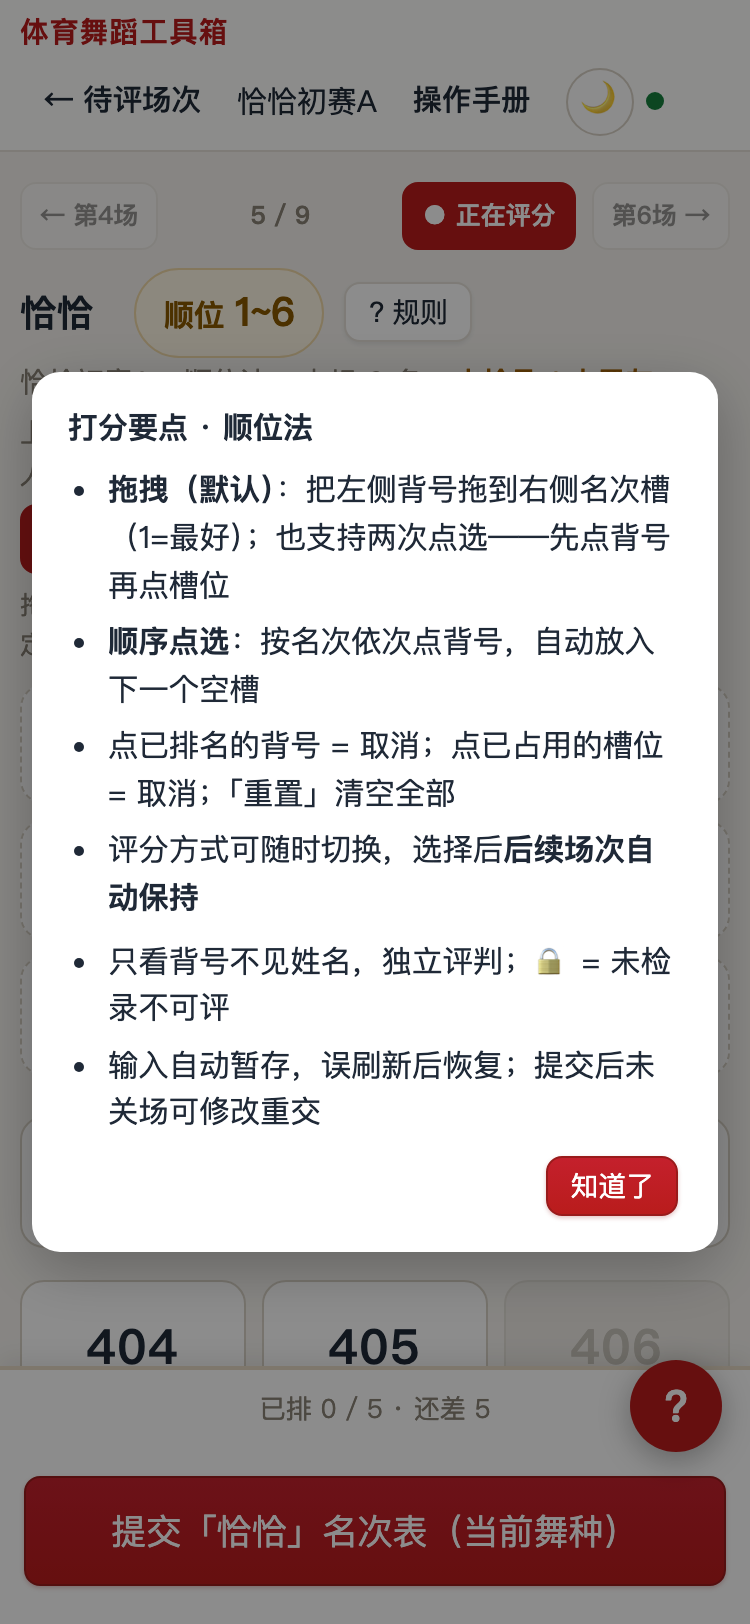 体育舞蹈工具箱
← 待评场次 恰恰初赛A 操作手册
← 第4场 5 / 9 正在评分 第6场 →
恰恰 顺位 1~6 ? 规则
打分要点 · 顺位法
• 拖拽（默认）：把左侧背号拖到右侧名次槽
（1=最好）；也支持两次点选——先点背号
再点槽位
• 顺序点选：按名次依次点背号，自动放入
下一个空槽
• 点已排名的背号 = 取消；点已占用的槽位
= 取消；「重置」清空全部
• 评分方式可随时切换，选择后后续场次自
动保持
• 只看背号不见姓名，独立评判；🔒 = 未检
录不可评
• 输入自动暂存，误刷新后恢复；提交后未
关场可修改重交
知道了
404 405 406
已排 0 / 5 · 还差 5
?
提交「恰恰」名次表（当前舞种）